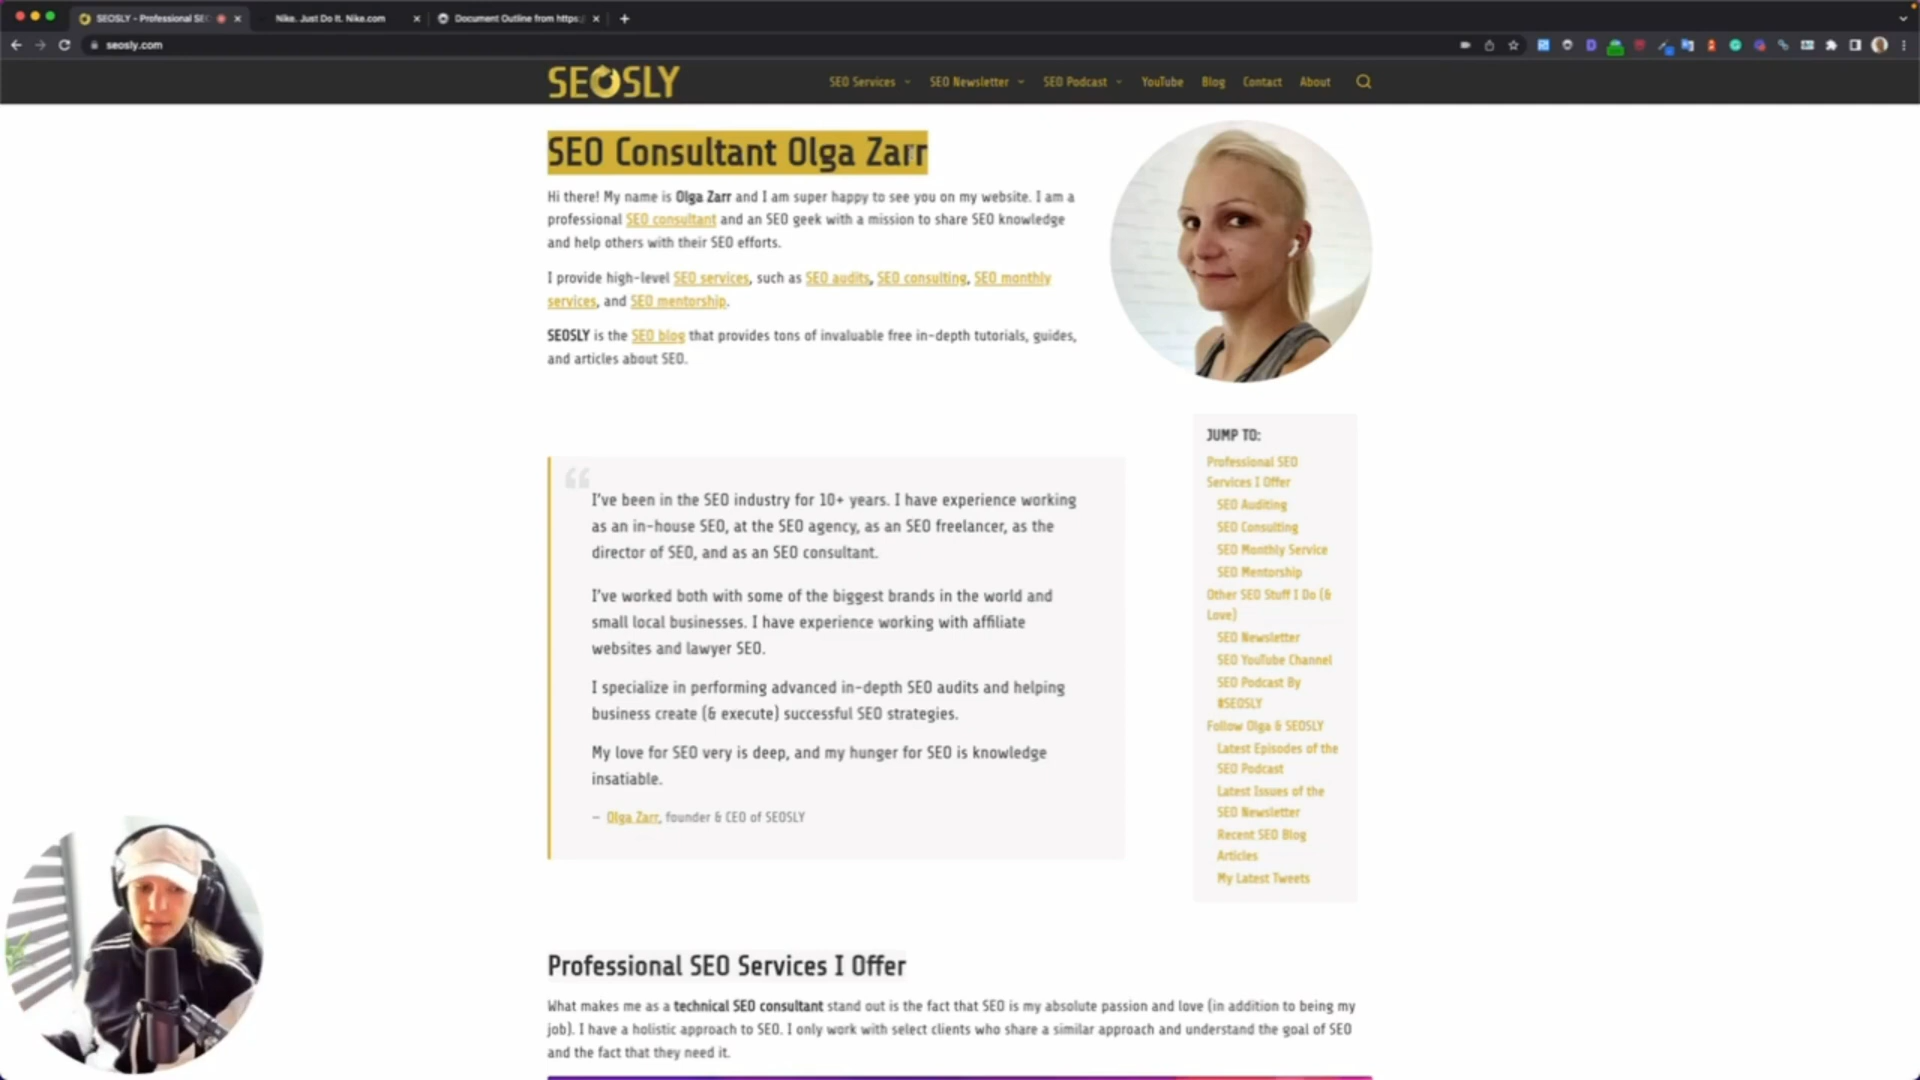 SEOSLY - Professional SEO
Nike. Just Do It. Nike.com
Document Outline from https:/
seosly.com
SEOSLY
SEO Services
SEO Newsletter
SEO Podcast
YouTube
Blog
Contact
About
SEO Consultant Olga Zarr
Hi there! My name is Olga Zarr and I am super happy to see you on my website. I am a
professional SEO consultant and an SEO geek with a mission to share SEO knowledge
and help others with their SEO efforts.
I provide high-level SEO services, such as SEO audits, SEO consulting, SEO monthly
services, and SEO mentorship.
SEOSLY is the SEO blog that provides tons of invaluable free in-depth tutorials, guides,
and articles about SEO.
I've been in the SEO industry for 10+ years. I have experience working
as an in-house SEO, at the SEO agency, as an SEO freelancer, as the
director of SEO, and as an SEO consultant.
I've worked both with some of the biggest brands in the world and
small local businesses. I have experience working with affiliate
websites and lawyer SEO.
I specialize in performing advanced in-depth SEO audits and helping
business create (& execute) successful SEO strategies.
My love for SEO very is deep, and my hunger for SEO is knowledge
insatiable.
– Olga Zarr, founder & CEO of SEOSLY
JUMP TO:
Professional SEO
Services I Offer
SEO Auditing
SEO Consulting
SEO Monthly Service
SEO Mentorship
Other SEO Stuff I Do (&
Love)
SEO Newsletter
SEO YouTube Channel
SEO Podcast By
#SEOSLY
Follow Olga & SEOSLY
Latest Episodes of the
SEO Podcast
Latest Issues of the
SEO Newsletter
Recent SEO Blog
Articles
My Latest Tweets
Professional SEO Services I Offer
What makes me as a technical SEO consultant stand out is the fact that SEO is my absolute passion and love (in addition to being my
job). I have a holistic approach to SEO. I only work with select clients who share a similar approach and understand the goal of SEO
and the fact that they need it.